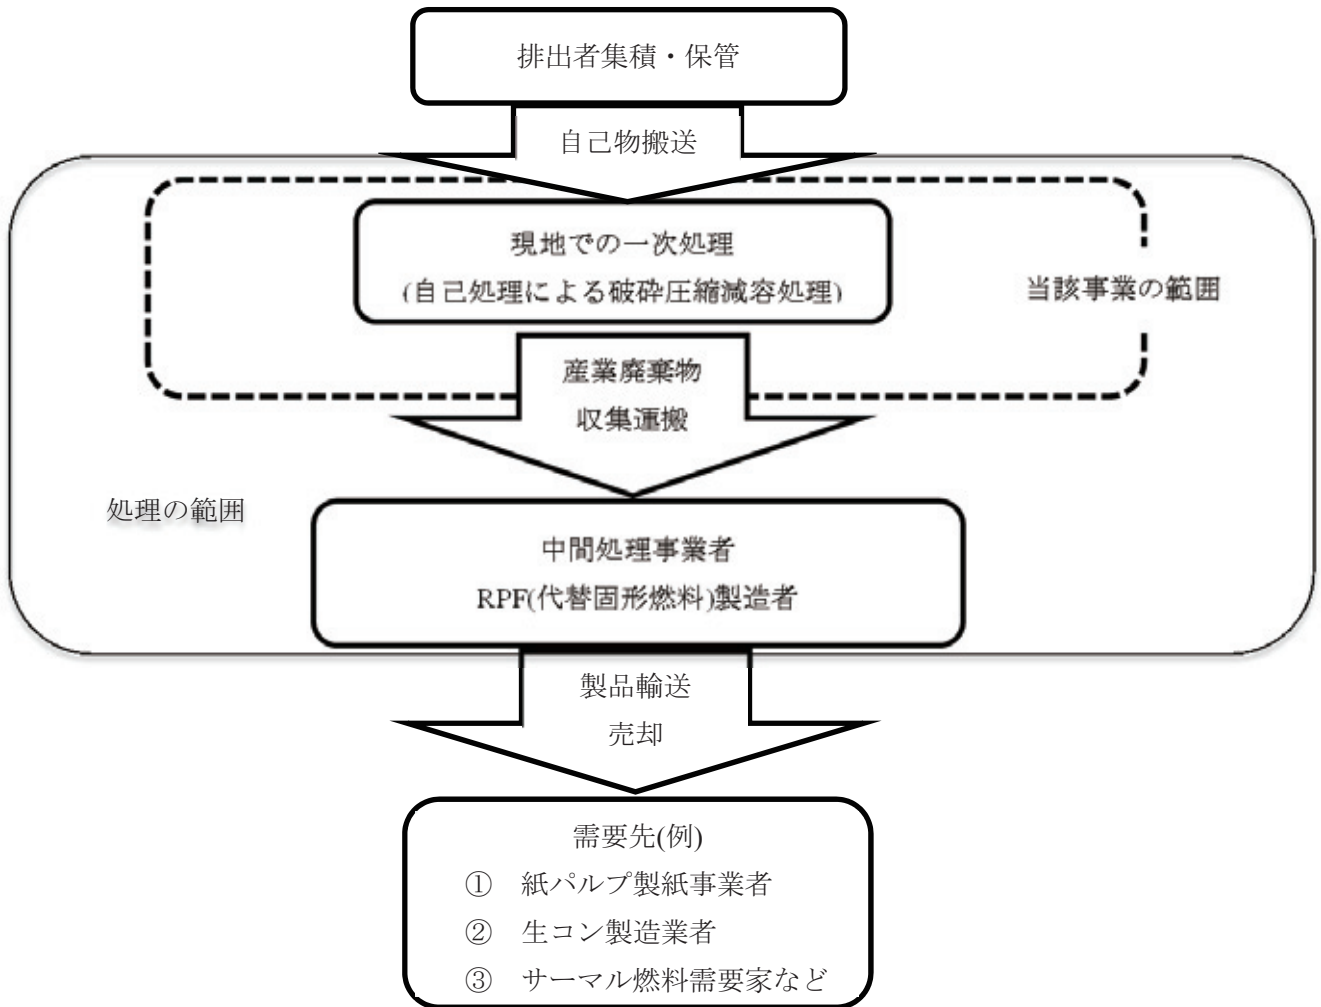 排出者集積・保管
自己物搬送
現地での一次処理
(自己処理による破砕圧縮減容処理)
当該事業の範囲
産業廃棄物
収集運搬
処理の範囲
中間処理事業者
RPF(代替固形燃料)製造者
製品輸送
売却
需要先(例)
① 紙パルプ製紙事業者
② 生コン製造業者
③ サーマル燃料需要家など